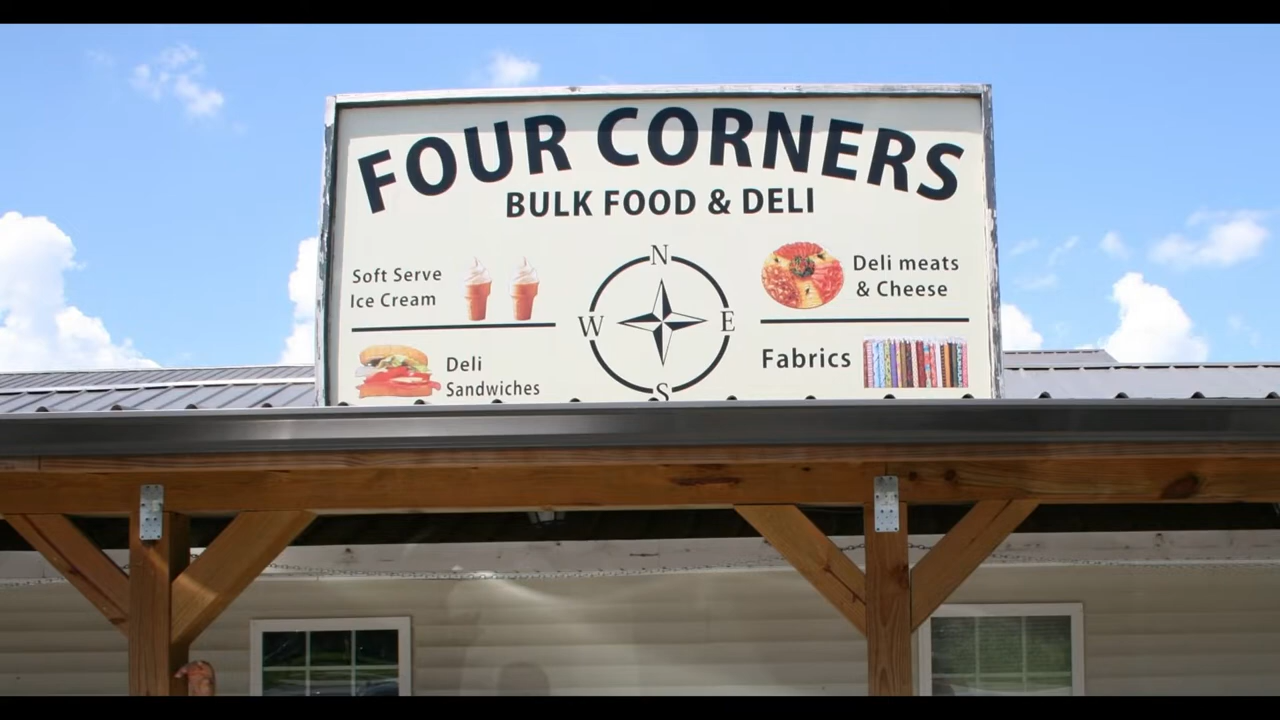 FOUR CORNERS
BULK FOOD & DELI
Soft Serve
Ice Cream
Deli
Sandwiches
N
W
E
S
Deli meats
& Cheese
Fabrics